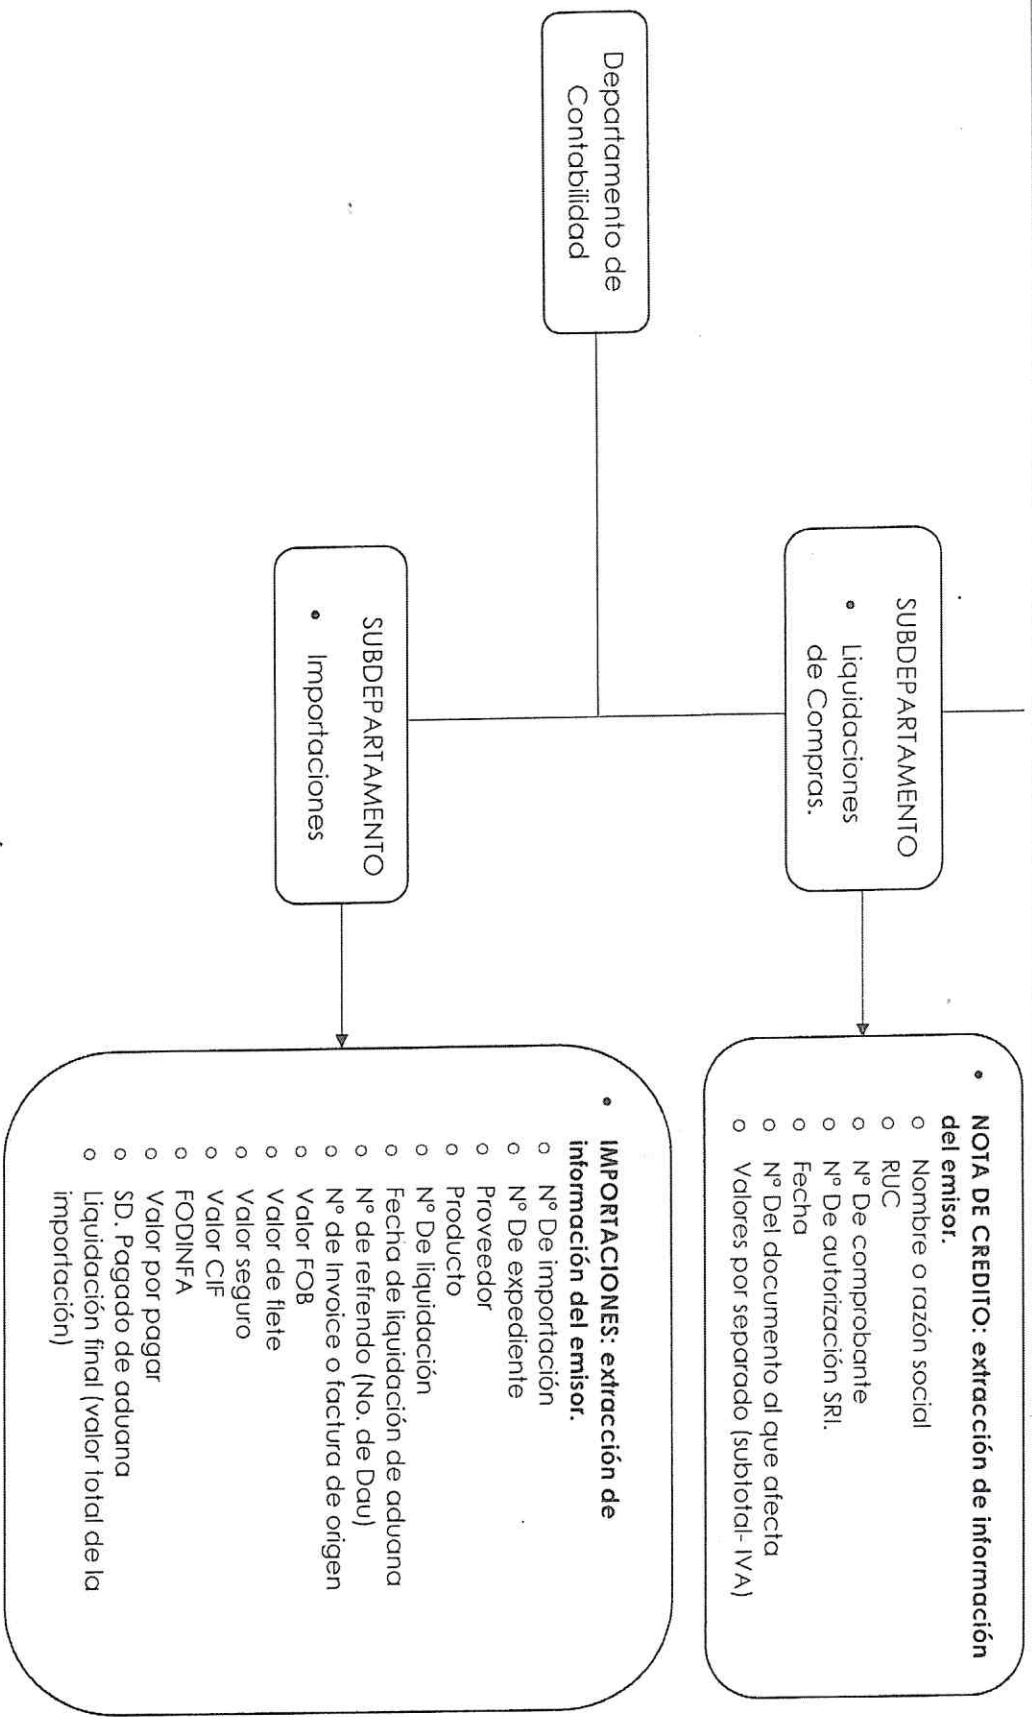 Departamento de
Contabilidad
SUBDEPARTAMENTO
• Liquidaciones
de Compras.
• NOTA DE CREDITO: extracción de información
del emisor.
o Nombre o razón social
o RUC
o N° De comprobante
o N° De autorización SRI.
o Fecha
o N° Del documento al que afecta
o Valores por separado (subtotal- IVA)
SUBDEPARTAMENTO
• Importaciones
• IMPORTACIONES: extracción de
información del emisor.
o N° De importación
o N° De expediente
o Proveedor
o Producto
o N° De liquidación
o Fecha de liquidación de aduana
o N° de refrendo (No. de Dau)
o N° de Invoice o factura de origen
o Valor FOB
o Valor de flete
o Valor seguro
o Valor CIF
o FODINFA
o Valor por pagar
o SD. Pagado de aduana
o Liquidación final (valor total de la
importación)